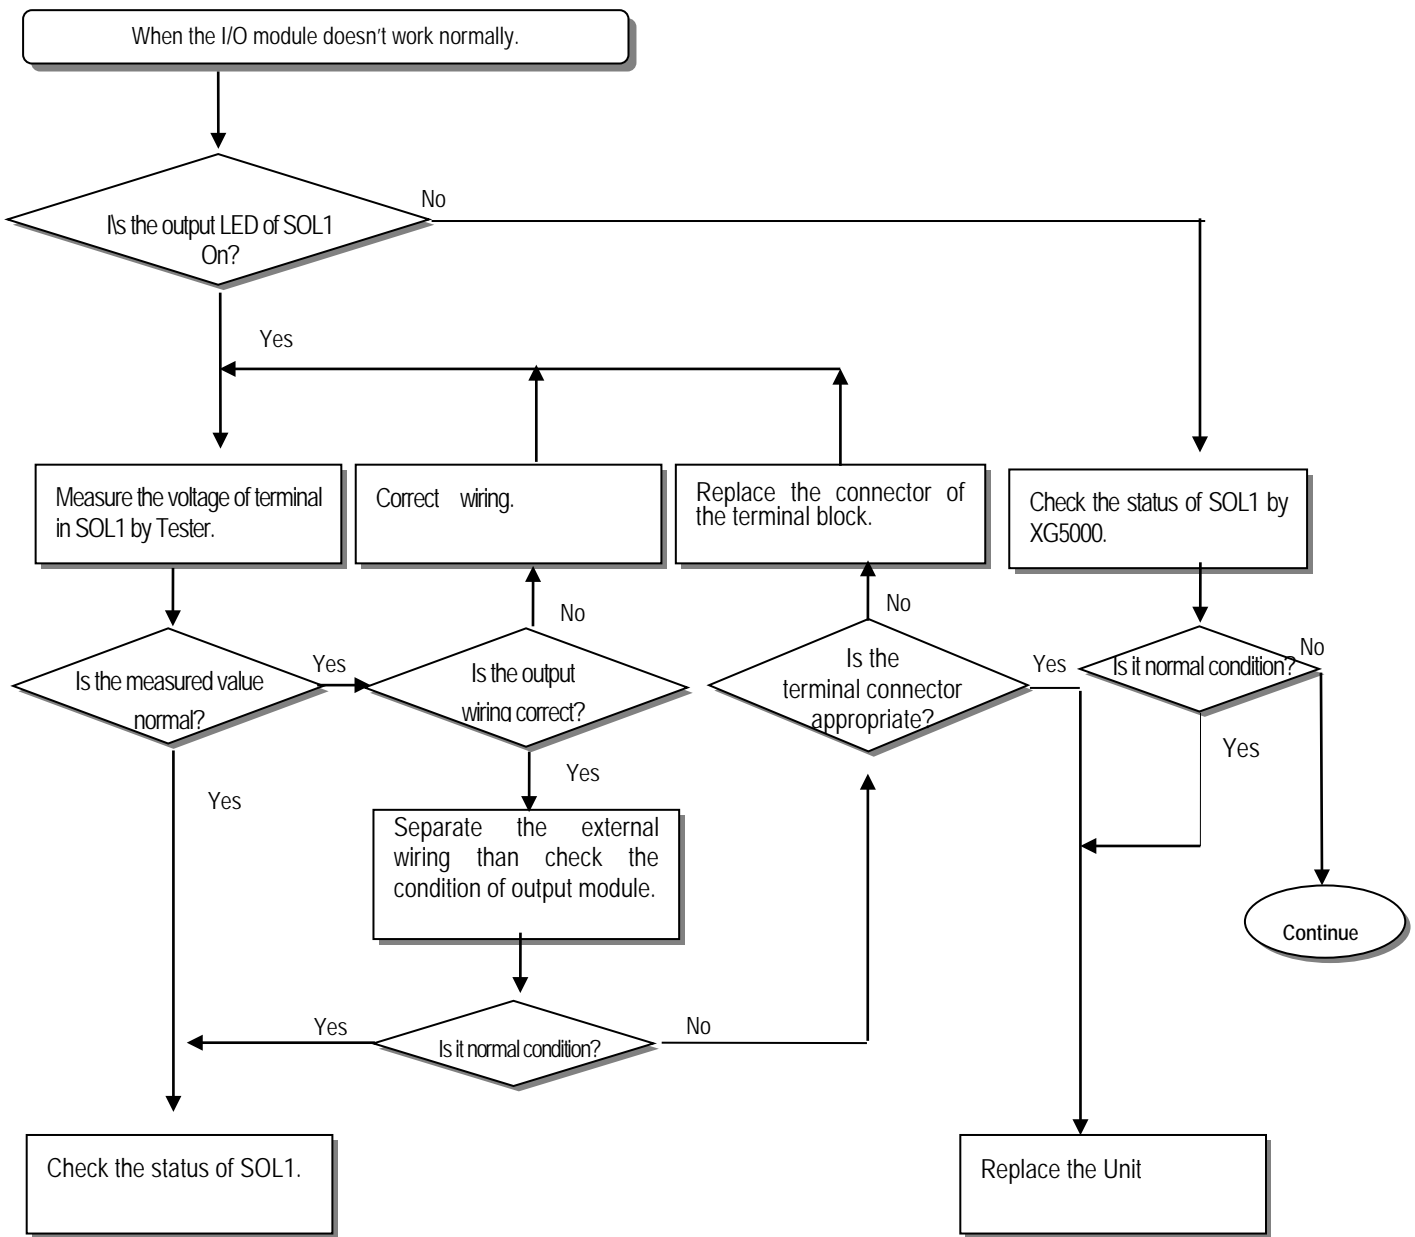 When the I/O module doesn't work normally.
I\s the output LED of SOL1
On?
No
Yes
Measure the voltage of terminal
in SOL1 by Tester.
Correct wiring.
Replace the connector of
the terminal block.
Check the status of SOL1 by
XG5000.
No
No
Is the measured value
normal?
Yes
Is the output
wiring correct?
Is the
terminal connector
appropriate?
Yes
Is it normal condition?
No
Yes
Yes
Yes
Separate the external
wiring than check the
condition of output module.
Continue
Yes
Is it normal condition?
No
Check the status of SOL1.
Replace the Unit